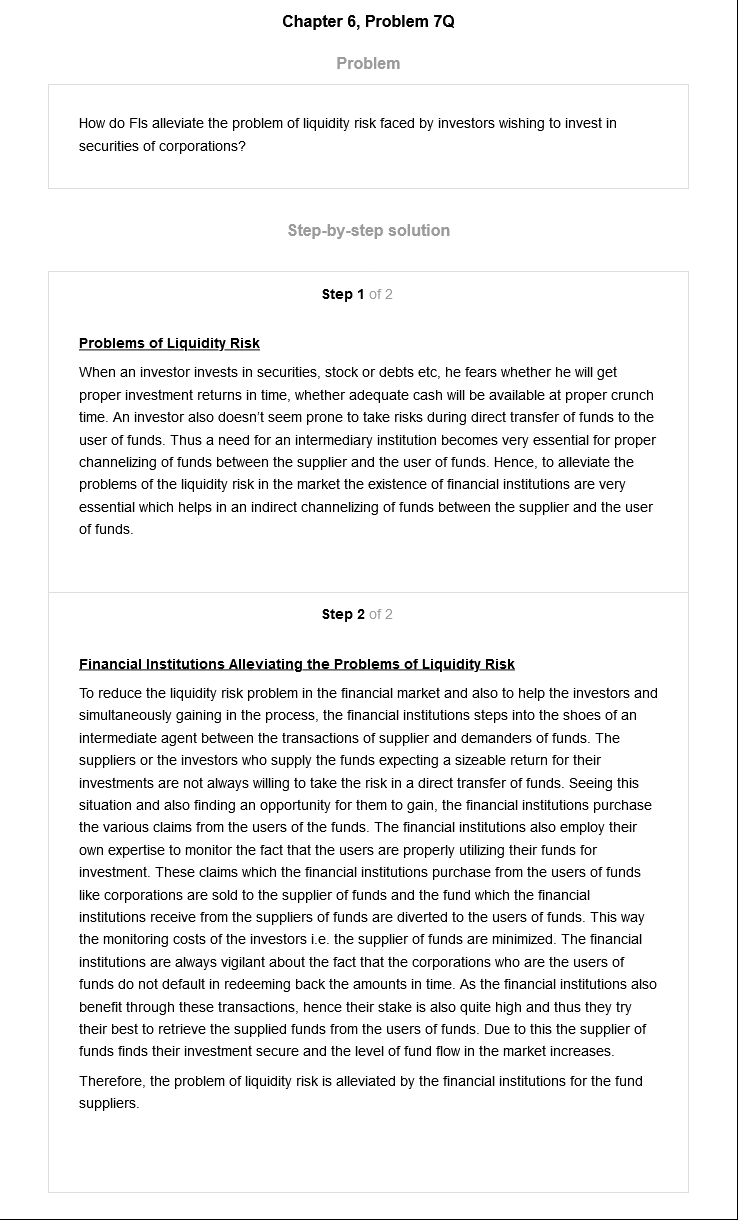 Chapter 6, Problem 7Q
Problem
How do FIs alleviate the problem of liquidity risk faced by investors wishing to invest in
securities of corporations?
Step-by-step solution
Step 1 of 2
Problems of Liquidity Risk
When an investor invests in securities, stock or debts etc, he fears whether he will get
proper investment returns in time, whether adequate cash will be available at proper crunch
time. An investor also doesn't seem prone to take risks during direct transfer of funds to the
user of funds. Thus a need for an intermediary institution becomes very essential for proper
channelizing of funds between the supplier and the user of funds. Hence, to alleviate the
problems of the liquidity risk in the market the existence of financial institutions are very
essential which helps in an indirect channelizing of funds between the supplier and the user
of funds.
Step 2 of 2
Financial Institutions Alleviating the Problems of Liquidity Risk
To reduce the liquidity risk problem in the financial market and also to help the investors and
simultaneously gaining in the process, the financial institutions steps into the shoes of an
intermediate agent between the transactions of supplier and demanders of funds. The
suppliers or the investors who supply the funds expecting a sizeable return for their
investments are not always willing to take the risk in a direct transfer of funds. Seeing this
situation and also finding an opportunity for them to gain, the financial institutions purchase
the various claims from the users of the funds. The financial institutions also employ their
own expertise to monitor the fact that the users are properly utilizing their funds for
investment. These claims which the financial institutions purchase from the users of funds
like corporations are sold to the supplier of funds and the fund which the financial
institutions receive from the suppliers of funds are diverted to the users of funds. This way
the monitoring costs of the investors i.e. the supplier of funds are minimized. The financial
institutions are always vigilant about the fact that the corporations who are the users of
funds do not default in redeeming back the amounts in time. As the financial institutions also
benefit through these transactions, hence their stake is also quite high and thus they try
their best to retrieve the supplied funds from the users of funds. Due to this the supplier of
funds finds their investment secure and the level of fund flow in the market increases.
Therefore, the problem of liquidity risk is alleviated by the financial institutions for the fund
suppliers.